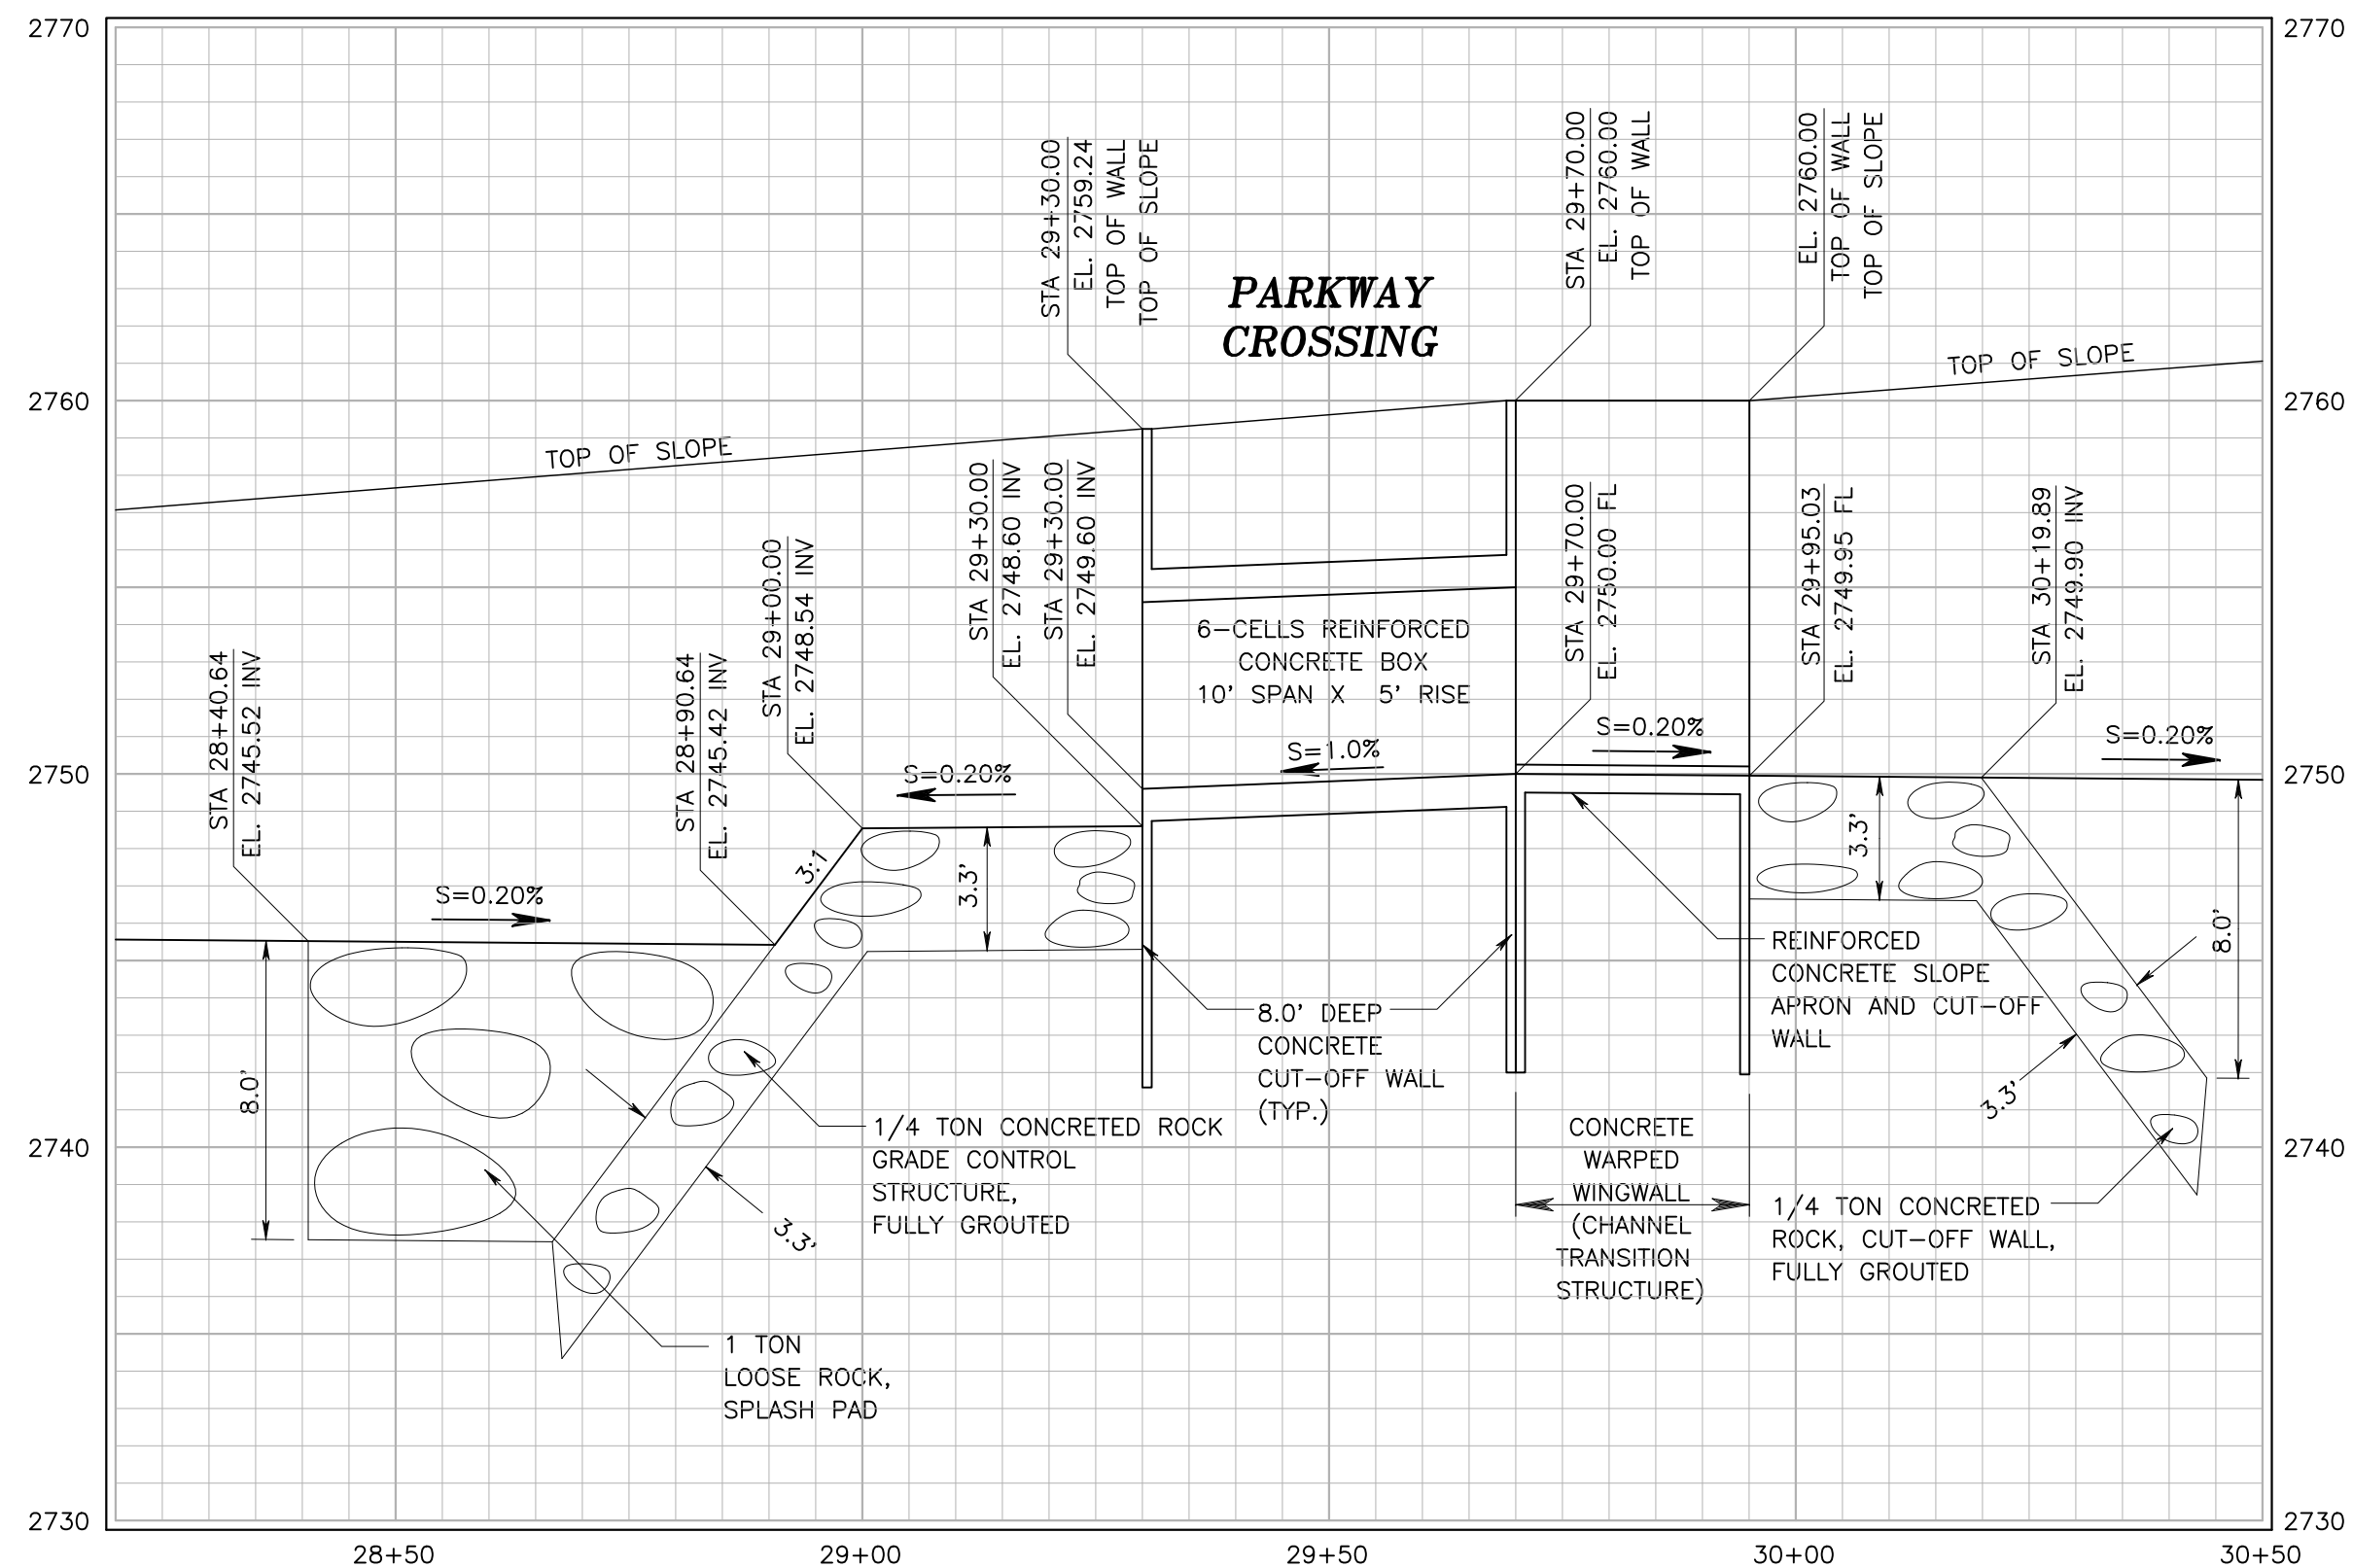 2770
2770
STA 29+30.00
EL. 2759.24
TOP OF WALL
TOP OF SLOPE
STA 29+70.00
EL. 2760.00
TOP OF WALL
EL. 2760.00
TOP OF WALL
TOP OF SLOPE
PARKWAY
CROSSING
TOP OF SLOPE
2760
2760
TOP OF SLOPE
STA 28+40.64
EL. 2745.52 INV
STA 28+90.64
EL. 2745.42 INV
STA 29+00.00
EL. 2748.54 INV
STA 29+30.00
EL. 2748.60 INV
STA 29+30.00
EL. 2749.60 INV
6-CELLS REINFORCED
CONCRETE BOX
10' SPAN X 5' RISE
STA 29+70.00
EL. 2750.00 FL
STA 29+95.03
EL. 2749.95 FL
STA 30+19.89
EL. 2749.90 INV
S=0.20%
S=0.20%
S=1.0%
S=0.20%
2750
2750
3:1
3.3'
3.3'
S=0.20%
8.0'
REINFORCED
CONCRETE SLOPE
APRON AND CUT-OFF
WALL
8.0' DEEP
CONCRETE
CUT-OFF WALL
(TYP.)
8.0'
3.3'
1/4 TON CONCRETED ROCK
GRADE CONTROL
STRUCTURE,
FULLY GROUTED
CONCRETE
WARPED
WINGWALL
(CHANNEL
TRANSITION
STRUCTURE)
2740
2740
1/4 TON CONCRETED
ROCK, CUT-OFF WALL,
FULLY GROUTED
3.3'
1 TON
LOOSE ROCK,
SPLASH PAD
2730
2730
28+50
29+00
29+50
30+00
30+50